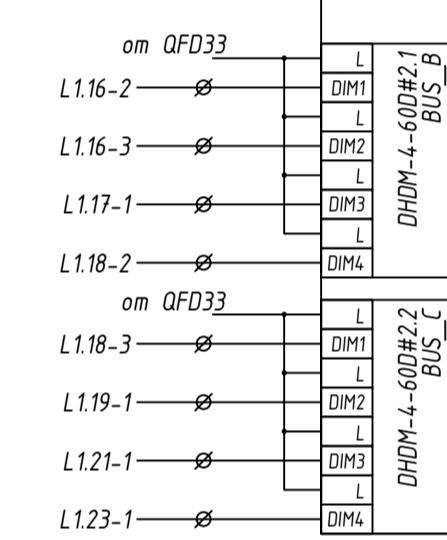 от QFD33
L
L1.16-2
DIM1
L
L1.16-3
DIM2
L
L1.17-1
DIM3
L
L1.18-2
DIM4
DHDM-4-60D#2.1
BUS_B
от QFD33
L
L1.18-3
DIM1
L
L1.19-1
DIM2
L
L1.21-1
DIM3
L
L1.23-1
DIM4
DHDM-4-60D#2.2
BUS_C